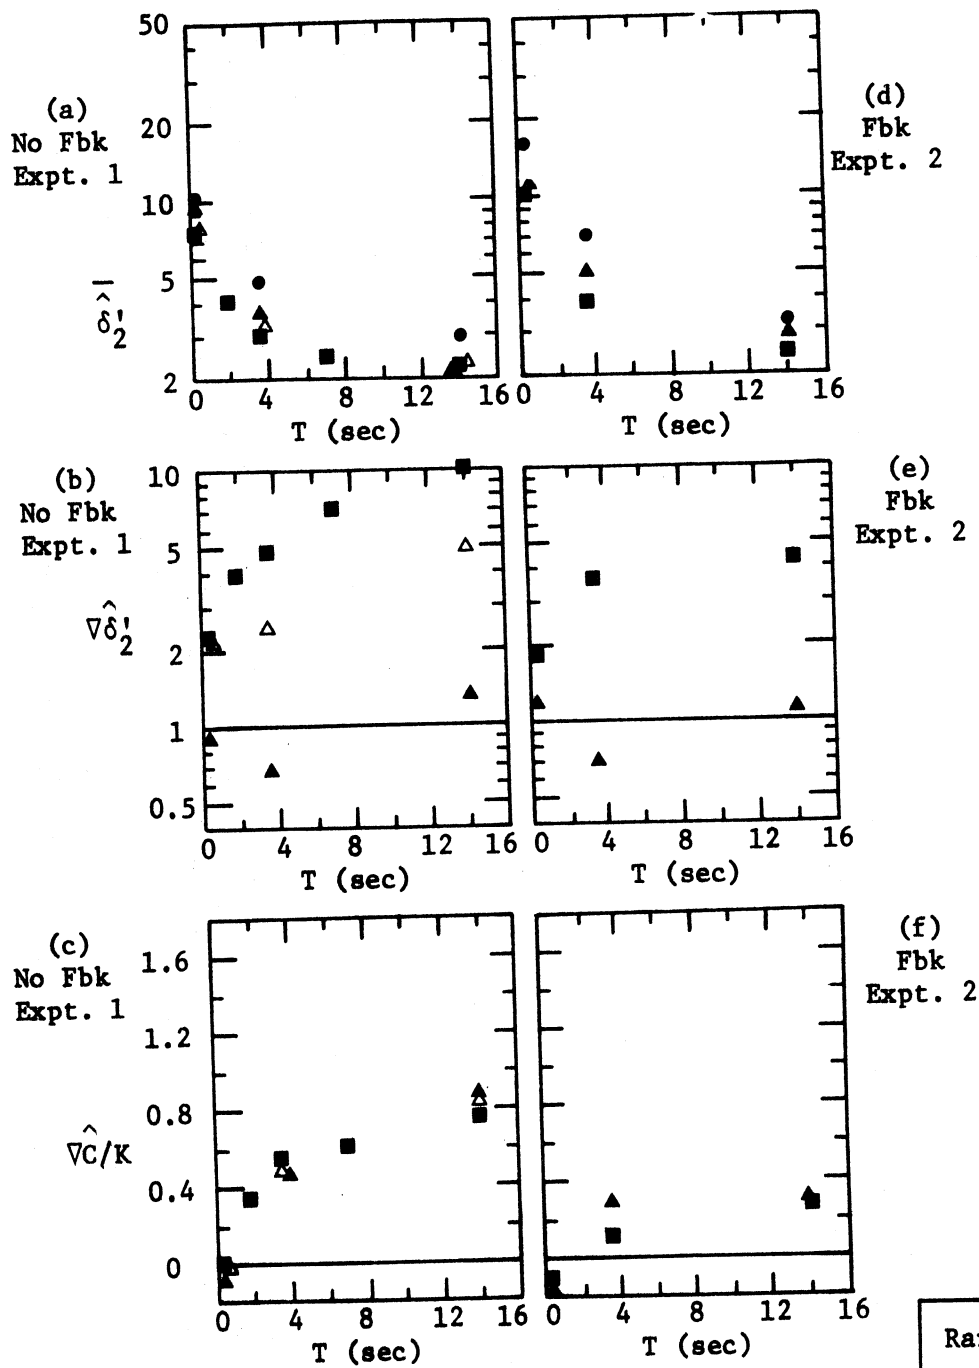 50
(a)
No Fbk
Expt. 1
20
10
5
2
δ̂₂'
0 4 8 12 16
T (sec)
(d)
Fbk
Expt. 2
0 4 8 12 16
T (sec)
(b)
No Fbk
Expt. 1
10
5
2
1
0.5
∇δ̂₂'
0 4 8 12
T (sec)
(e)
Fbk
Expt. 2
0 4 8 12 16
T (sec)
(c)
No Fbk
Expt. 1
1.6
1.2
0.8
0.4
0
∇Ĉ/K
0 4 8 12 16
T (sec)
(f)
Fbk
Expt. 2
0 4 8 12 16
T (sec)